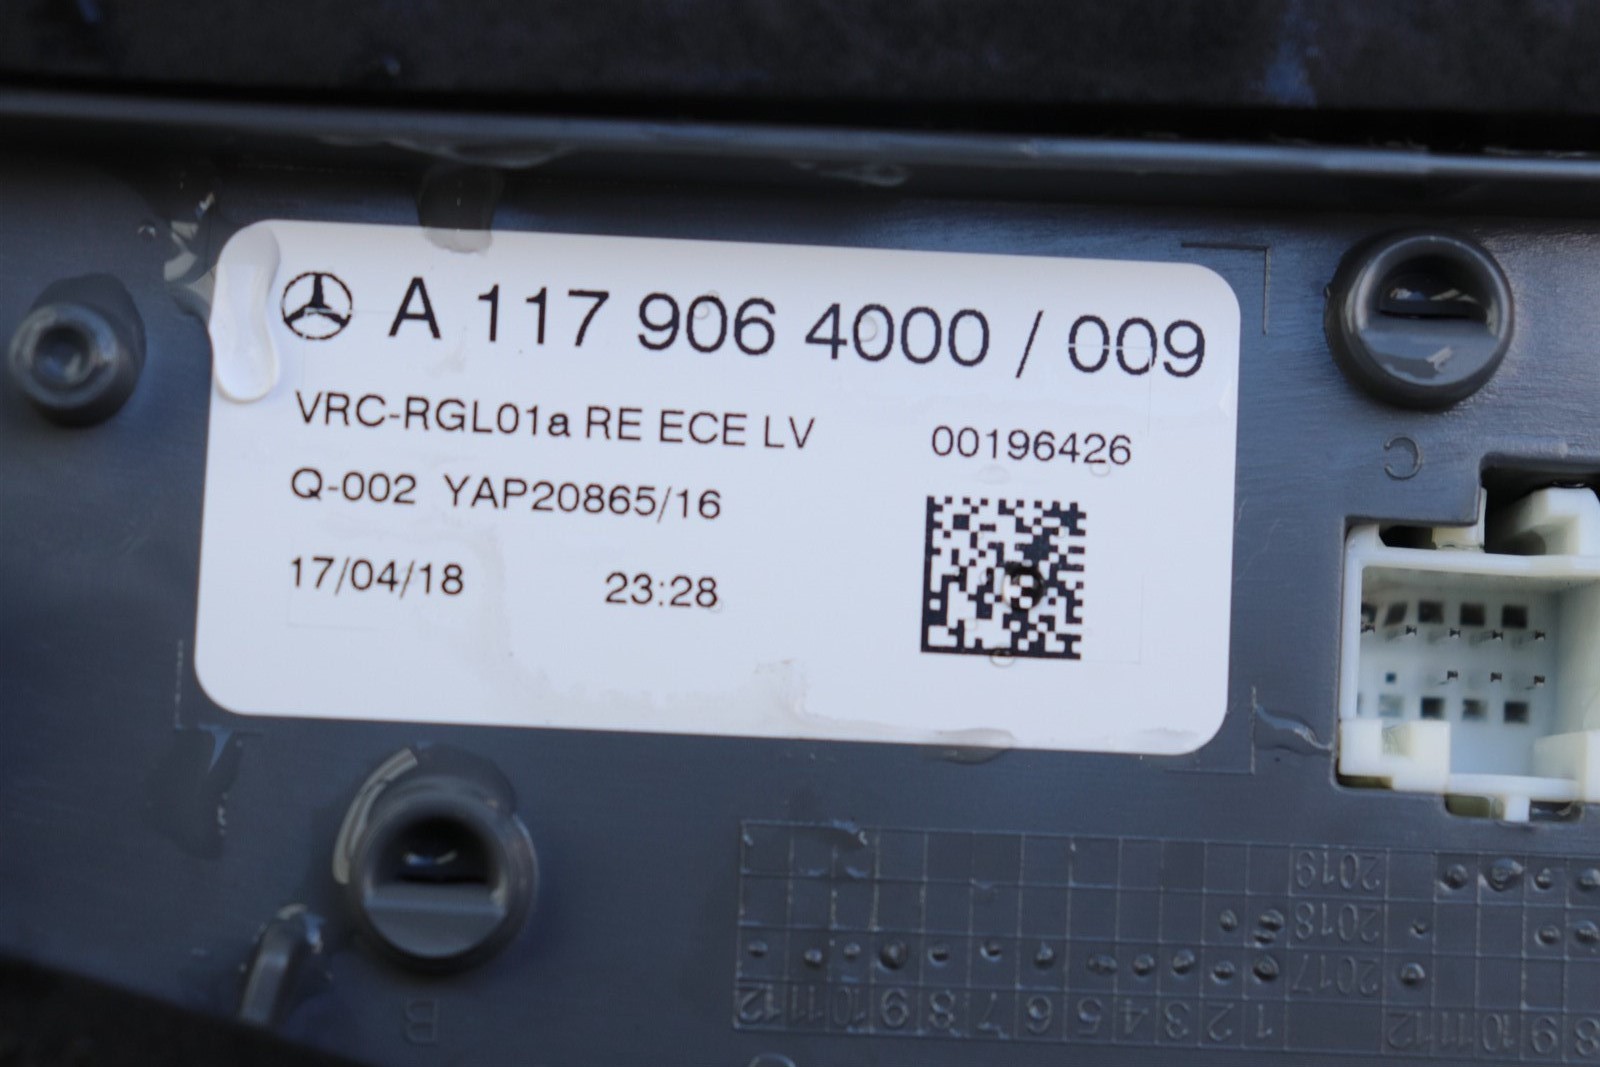 A 117 906 4000 / 009
VRC-RGL01a RE ECE LV 00196426
Q-002 YAP20865/16
17/04/18 23:28
C
2019
2018
2017
12 11 10 9 8 7 6 5 4 3 2 1
12 11 10 9 8
B